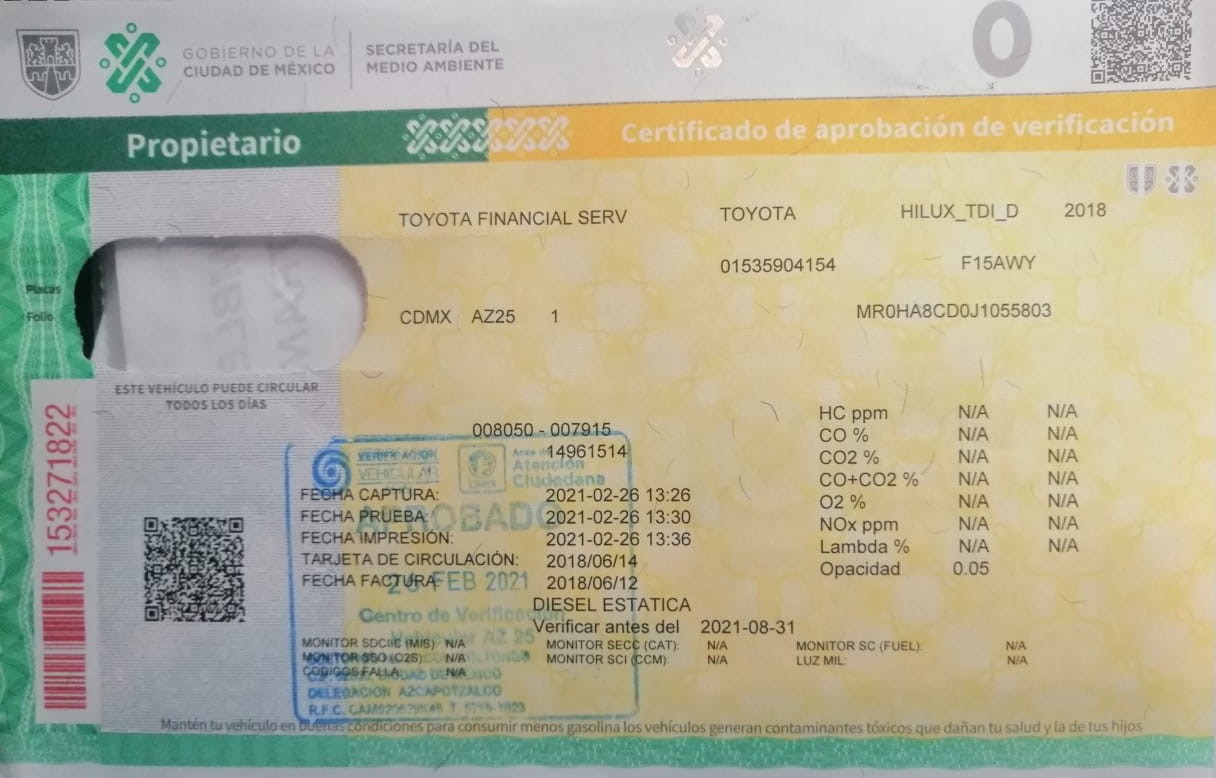 GOBIERNO DE LA
CIUDAD DE MÉXICO
SECRETARÍA DEL
MEDIO AMBIENTE
0
Propietario
Certificado de aprobación de verificación
TOYOTA FINANCIAL SERV TOYOTA HILUX_TDI_D 2018
01535904154 F15AWY
Placas
Folio
CDMX AZ25 1 MR0HA8CD0J1055803
ESTE VEHÍCULO PUEDE CIRCULAR
TODOS LOS DÍAS
153271822
008050 - 007915
14961514
VERIFICACION
VEHICULAR
CDMX
Atención
Ciudadana
APROBADO
FECHA CAPTURA: 2021-02-26 13:26
FECHA PRUEBA: 2021-02-26 13:30
FECHA IMPRESIÓN: 2021-02-26 13:36
TARJETA DE CIRCULACIÓN: 2018/06/14
FECHA FACTURA: 2018/06/12
26 FEB 2021
DIESEL ESTATICA
Centro de Verificación
Verificar antes del 2021-08-31
AZ 25
HC ppm N/A N/A
CO % N/A N/A
CO2 % N/A N/A
CO+CO2 % N/A N/A
O2 % N/A N/A
NOx ppm N/A N/A
Lambda % N/A N/A
Opacidad 0.05
MONITOR SDCIIC (MIS): N/A MONITOR SECC (CAT): N/A MONITOR SC (FUEL): N/A
MONITOR SSO (O2S): N/A MONITOR SCI (CCM): N/A LUZ MIL: N/A
CODIGOS FALLA: N/A
CIUDAD DE MÉXICO
DELEGACIÓN AZCAPOTZALCO
R.F.C.
Mantén tu vehículo en buenas condiciones para consumir menos gasolina los vehículos generan contaminantes tóxicos que dañan tu salud y la de tus hijos